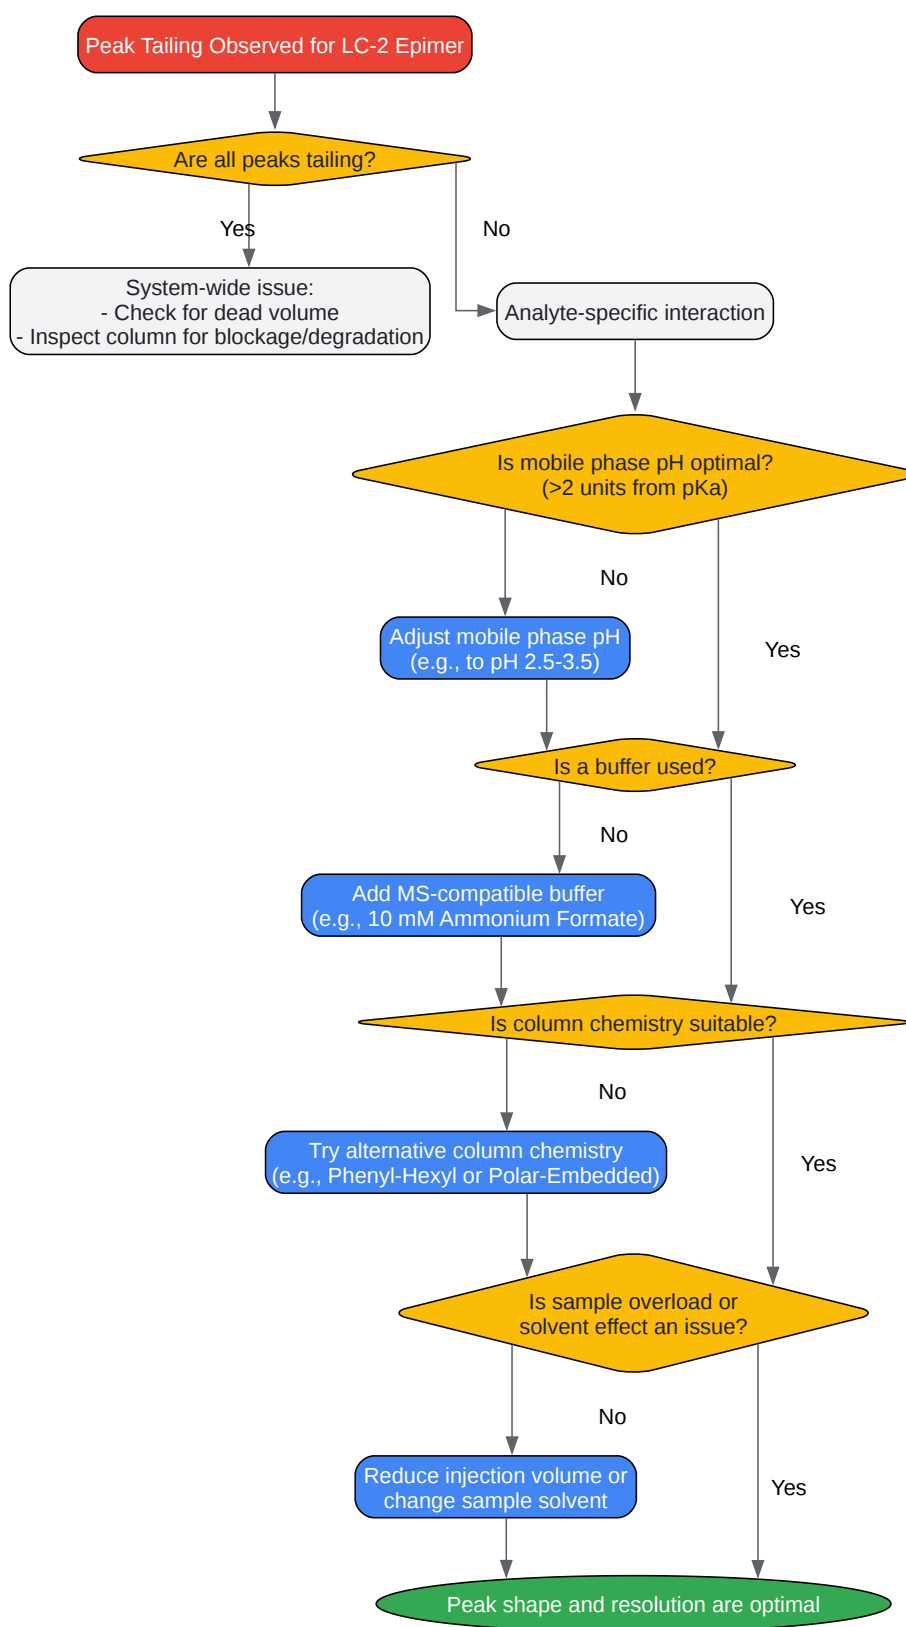 Peak Tailing Observed for LC-2 Epimer
Are all peaks tailing?
Yes
No
System-wide issue:
- Check for dead volume
- Inspect column for blockage/degradation
Analyte-specific interaction
Is mobile phase pH optimal?
(>2 units from pKa)
No
Adjust mobile phase pH
(e.g., to pH 2.5-3.5)
Yes
Is a buffer used?
No
Add MS-compatible buffer
(e.g., 10 mM Ammonium Formate)
Yes
Is column chemistry suitable?
No
Try alternative column chemistry
(e.g., Phenyl-Hexyl or Polar-Embedded)
Yes
Is sample overload or
solvent effect an issue?
No
Reduce injection volume or
change sample solvent
Yes
Peak shape and resolution are optimal